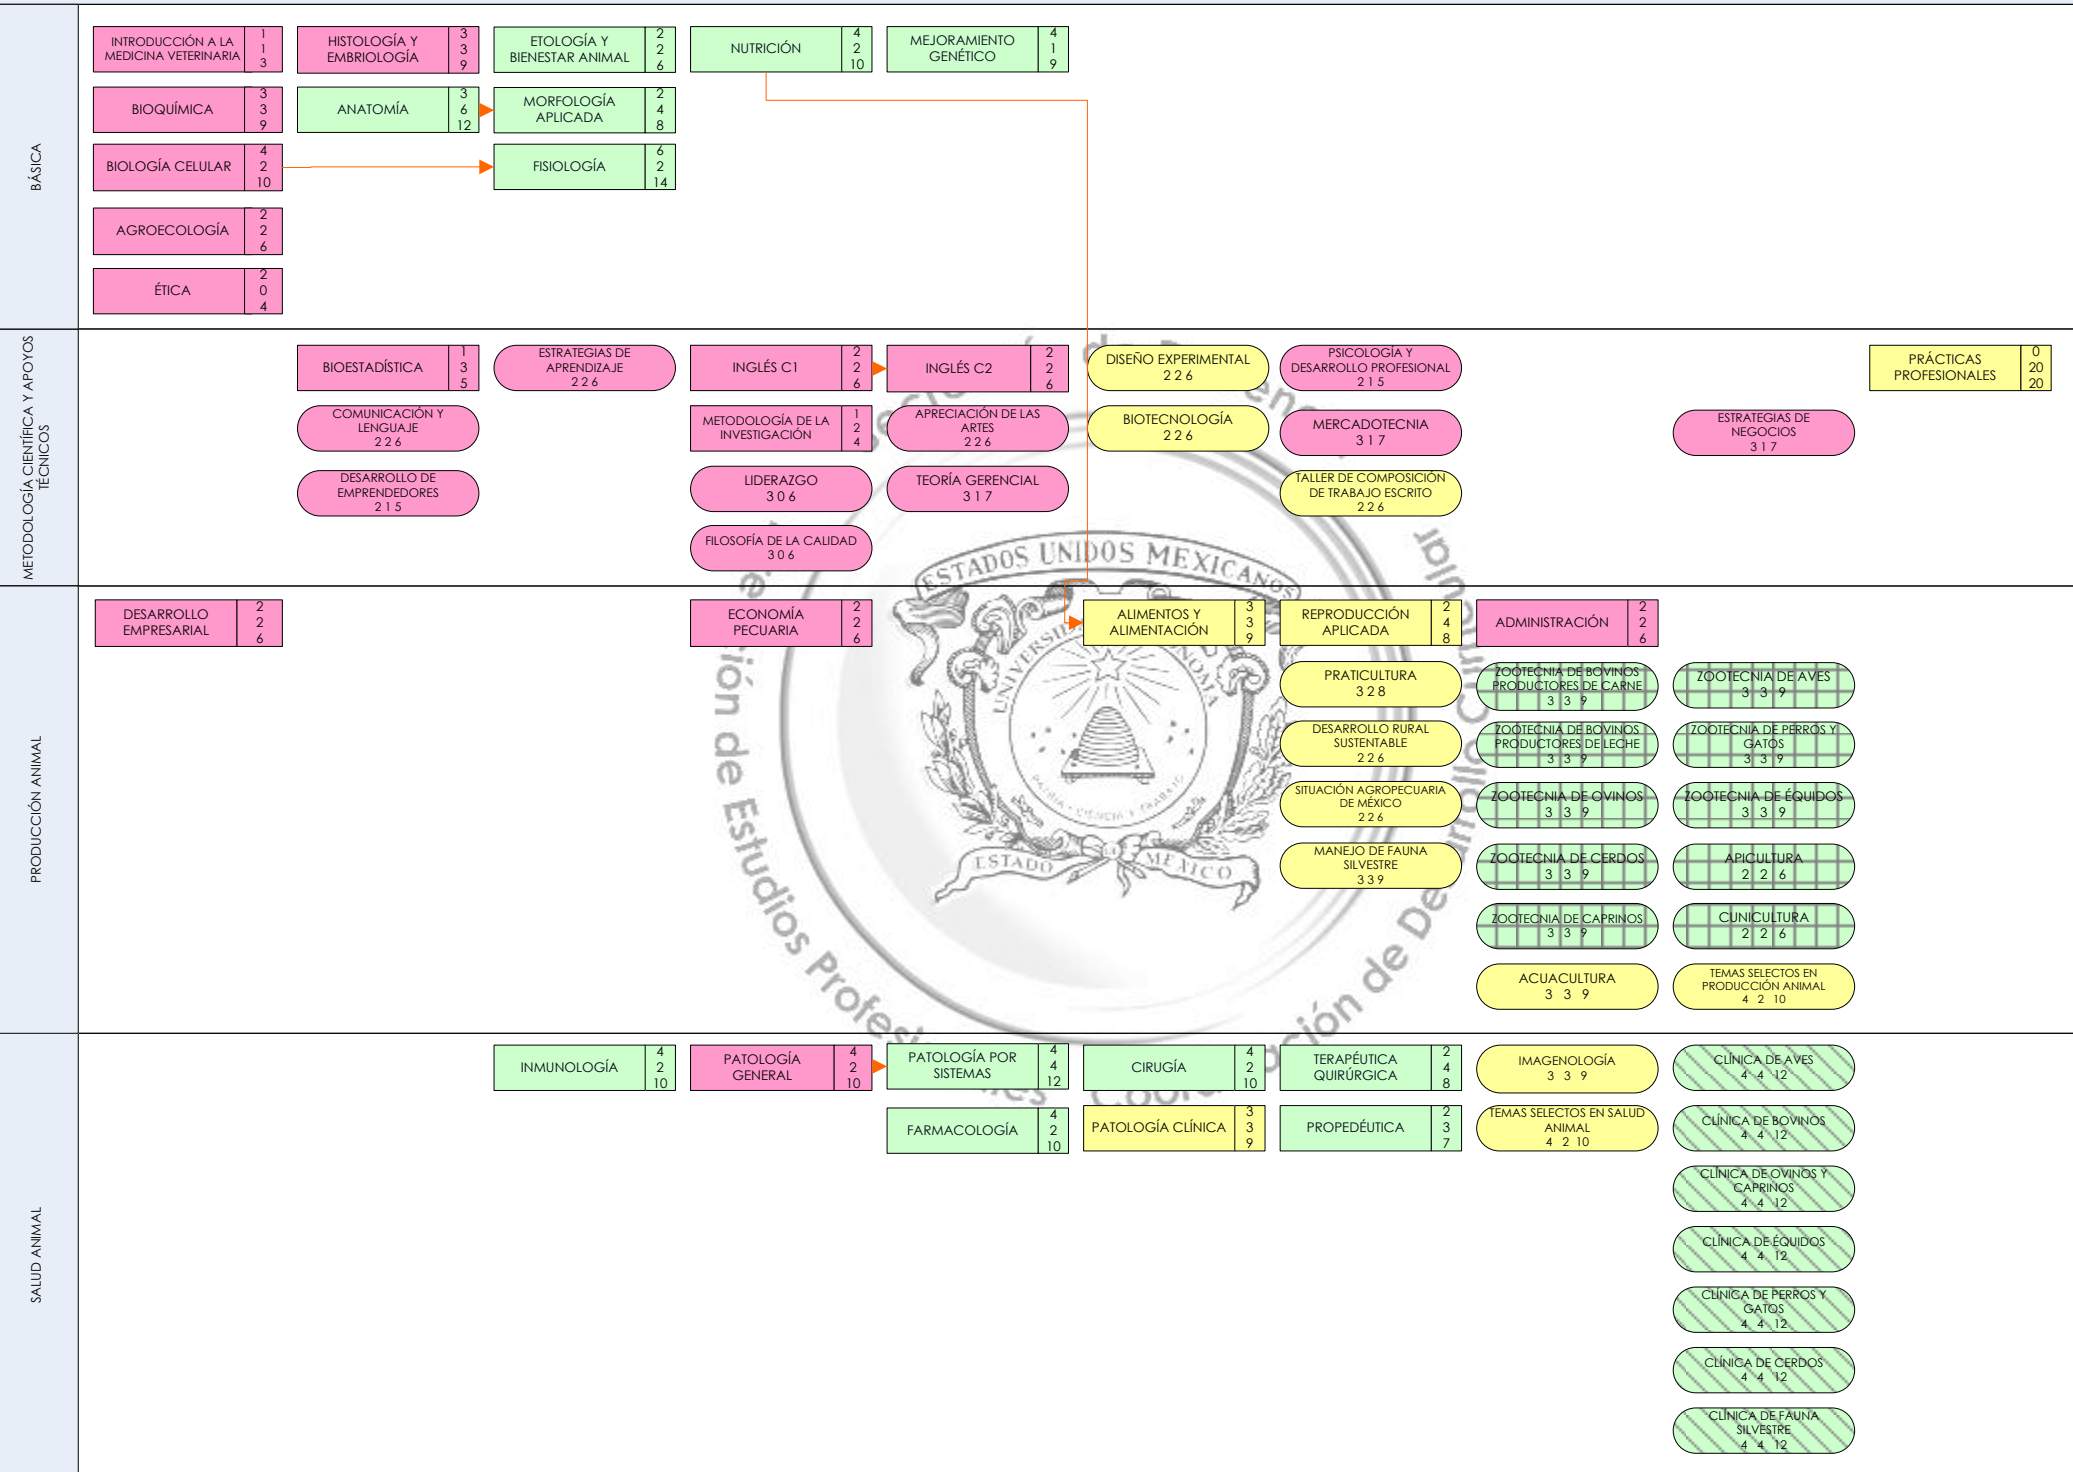 BÁSICA
INTRODUCCIÓN A LA
MEDICINA VETERINARIA
1
1
3
HISTOLOGÍA Y
EMBRIOLOGÍA
3
3
9
ETOLOGÍA Y
BIENESTAR ANIMAL
2
2
6
NUTRICIÓN
4
2
10
MEJORAMIENTO
GENÉTICO
4
1
9
BIOQUÍMICA
3
3
9
ANATOMÍA
3
6
12
MORFOLOGÍA
APLICADA
2
4
8
BIOLOGÍA CELULAR
4
2
10
FISIOLOGÍA
6
2
14
AGROECOLOGÍA
2
2
6
ÉTICA
2
0
4
METODOLOGÍA CIENTÍFICA Y APOYOS
TÉCNICOS
BIOESTADÍSTICA
1
3
5
ESTRATEGIAS DE
APRENDIZAJE
2 2 6
INGLÉS C1
2
2
6
INGLÉS C2
2
2
6
DISEÑO EXPERIMENTAL
2 2 6
PSICOLOGÍA Y
DESARROLLO PROFESIONAL
2 1 5
PRÁCTICAS
PROFESIONALES
0
20
20
COMUNICACIÓN Y
LENGUAJE
2 2 6
METODOLOGÍA DE LA
INVESTIGACIÓN
1
2
4
APRECIACIÓN DE LAS
ARTES
2 2 6
BIOTECNOLOGÍA
2 2 6
MERCADOTECNIA
3 1 7
ESTRATEGIAS DE
NEGOCIOS
3 1 7
DESARROLLO DE
EMPRENDEDORES
2 1 5
LIDERAZGO
3 0 6
TEORÍA GERENCIAL
3 1 7
TALLER DE COMPOSICIÓN
DE TRABAJO ESCRITO
2 2 6
FILOSOFÍA DE LA CALIDAD
3 0 6
PRODUCCIÓN ANIMAL
DESARROLLO
EMPRESARIAL
2
2
6
ECONOMÍA
PECUARIA
2
2
6
ALIMENTOS Y
ALIMENTACIÓN
3
3
9
REPRODUCCIÓN
APLICADA
2
4
8
ADMINISTRACIÓN
2
2
6
PRATICULTURA
3 2 8
ZOOTECNIA DE BOVINOS
PRODUCTORES DE CARNE
3 3 9
ZOOTECNIA DE AVES
3 3 9
DESARROLLO RURAL
SUSTENTABLE
2 2 6
ZOOTECNIA DE BOVINOS
PRODUCTORES DE LECHE
3 3 9
ZOOTECNIA DE PERROS Y
GATOS
3 3 9
SITUACIÓN AGROPECUARIA
DE MÉXICO
2 2 6
ZOOTECNIA DE OVINOS
3 3 9
ZOOTECNIA DE ÉQUIDOS
3 3 9
MANEJO DE FAUNA
SILVESTRE
3 3 9
ZOOTECNIA DE CERDOS
3 3 9
APICULTURA
2 2 6
ZOOTECNIA DE CAPRINOS
3 3 9
CUNICULTURA
2 2 6
ACUACULTURA
3 3 9
TEMAS SELECTOS EN
PRODUCCIÓN ANIMAL
4 2 10
SALUD ANIMAL
INMUNOLOGÍA
4
2
10
PATOLOGÍA
GENERAL
4
2
10
PATOLOGÍA POR
SISTEMAS
4
4
12
CIRUGÍA
4
2
10
TERAPÉUTICA
QUIRÚRGICA
2
4
8
IMAGENOLOGÍA
3 3 9
CLÍNICA DE AVES
4 4 12
FARMACOLOGÍA
4
2
10
PATOLOGÍA CLÍNICA
3
3
9
PROPEDÉUTICA
2
3
7
TEMAS SELECTOS EN SALUD
ANIMAL
4 2 10
CLÍNICA DE BOVINOS
4 4 12
CLÍNICA DE OVINOS Y
CAPRINOS
4 4 12
CLÍNICA DE ÉQUIDOS
4 4 12
CLÍNICA DE PERROS Y
GATOS
4 4 12
CLÍNICA DE CERDOS
4 4 12
CLÍNICA DE FAUNA
SILVESTRE
4 4 12
ESTADOS UNIDOS MEXICANOS
PATRIA · CIENCIA Y TRABAJO
ESTADO
MÉXICO
de Estudios